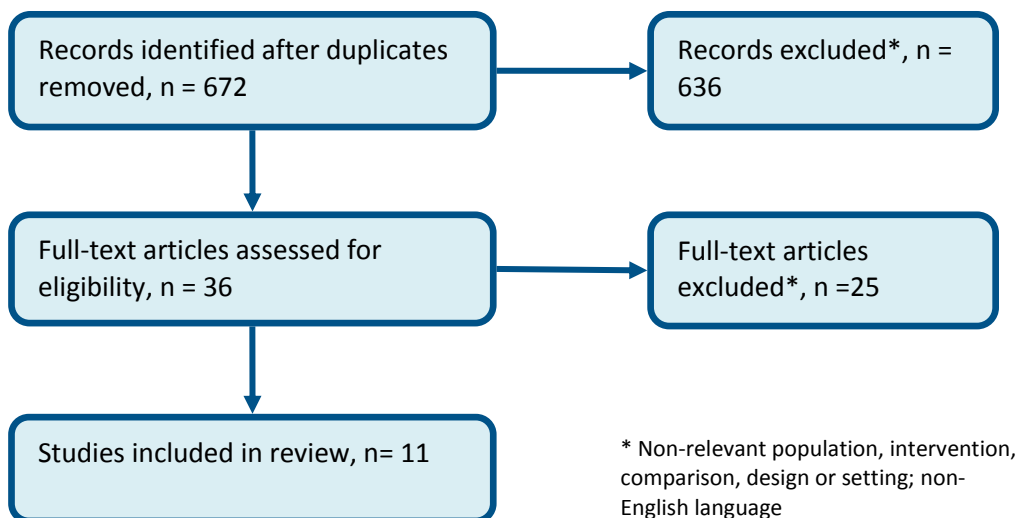 Records identified after duplicates
removed, n = 672
Records excluded*, n =
636
Full-text articles assessed for
eligibility, n = 36
Full-text articles
excluded*, n =25
Studies included in review, n= 11
* Non-relevant population, intervention,
comparison, design or setting; non-
English language